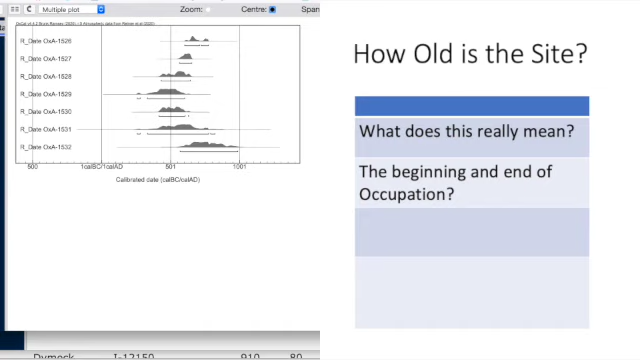 Multiple plot
Zoom:
Centre:
Span
R_Date OxA-1526
R_Date OxA-1527
R_Date OxA-1528
R_Date OxA-1529
R_Date OxA-1530
R_Date OxA-1531
R_Date OxA-1532
500
1calBC/1calAD
501
1001
Calibrated date (calBC/calAD)
How Old is the Site?
What does this really mean?
The beginning and end of
Occupation?
Dymock I-12150 910 80